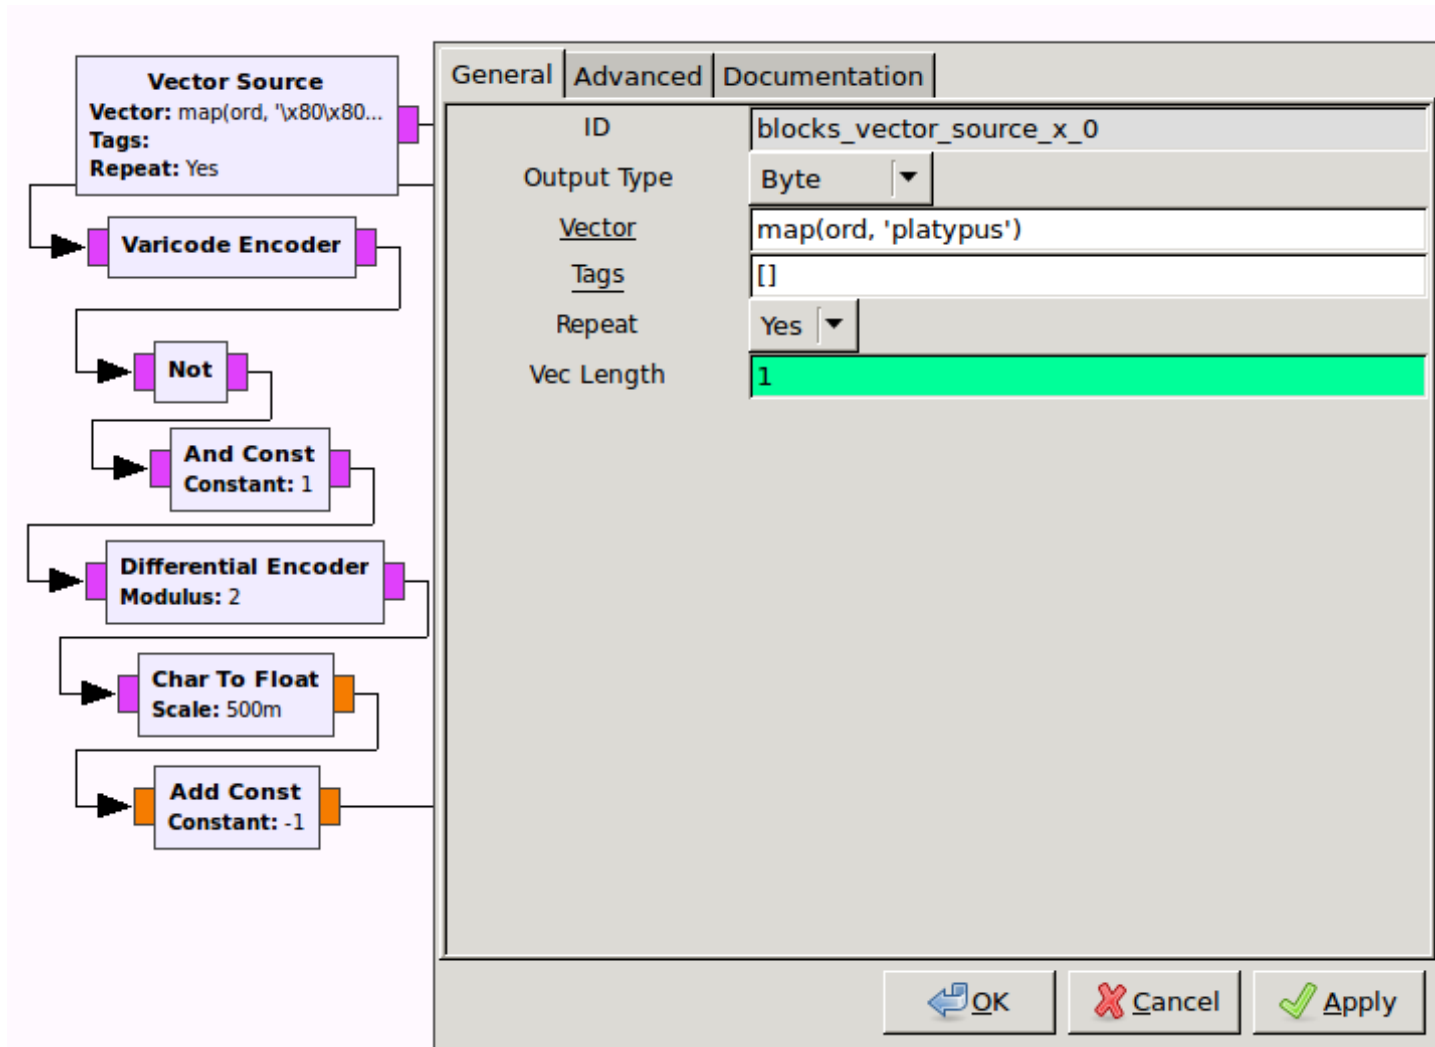 Vector Source
Vector: map(ord, '\x80\x80...
Tags:
Repeat: Yes
Varicode Encoder
Not
And Const
Constant: 1
Differential Encoder
Modulus: 2
Char To Float
Scale: 500m
Add Const
Constant: -1
General Advanced Documentation
ID blocks_vector_source_x_0
Output Type Byte
Vector map(ord, 'platypus')
Tags []
Repeat Yes
Vec Length 1
OK Cancel Apply